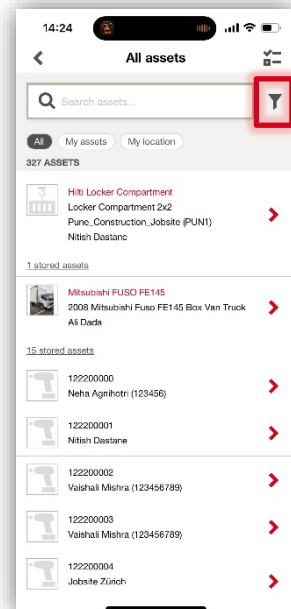 14:24
All assets
Search assets...
All My assets My location
327 ASSETS
Hilti Locker Compartment
Locker Compartment 2x2
Pune_Construction_Jobsite (PUN1)
Nitish Dastane
1 stored assets
Mitsubishi FUSO FE145
2008 Mitsubishi Fuso FE145 Box Van Truck
Ali Dada
15 stored assets
122200000
Neha Agnihotri (123456)
122200001
Nitish Dastane
122200002
Vaishali Mishra (123456789)
122200003
Vaishali Mishra (123456789)
122200004
Jobsite Zürich